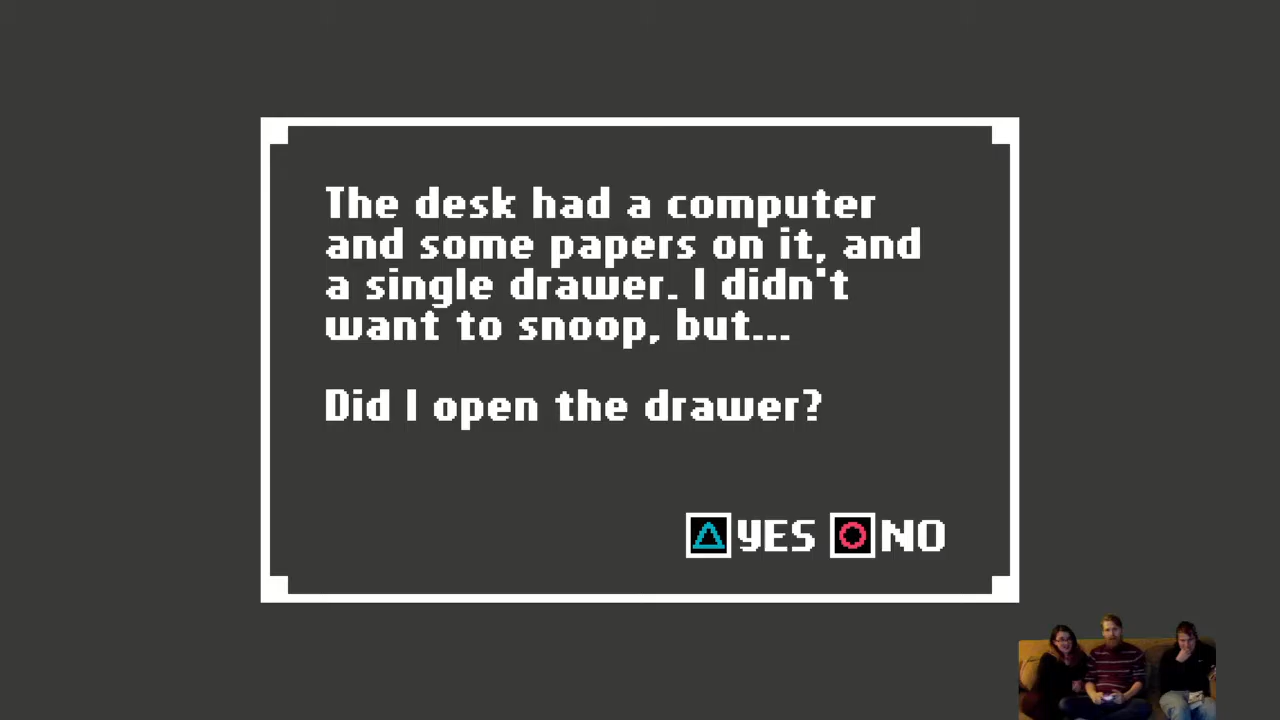 The desk had a computer
and some papers on it, and
a single drawer. I didn't
want to snoop, but...
Did I open the drawer?
YES NO